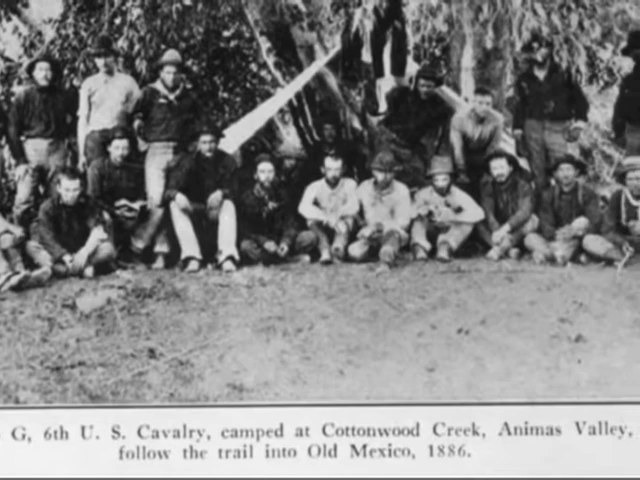 G, 6th U. S. Cavalry, camped at Cottonwood Creek, Animas Valley,
follow the trail into Old Mexico, 1886.